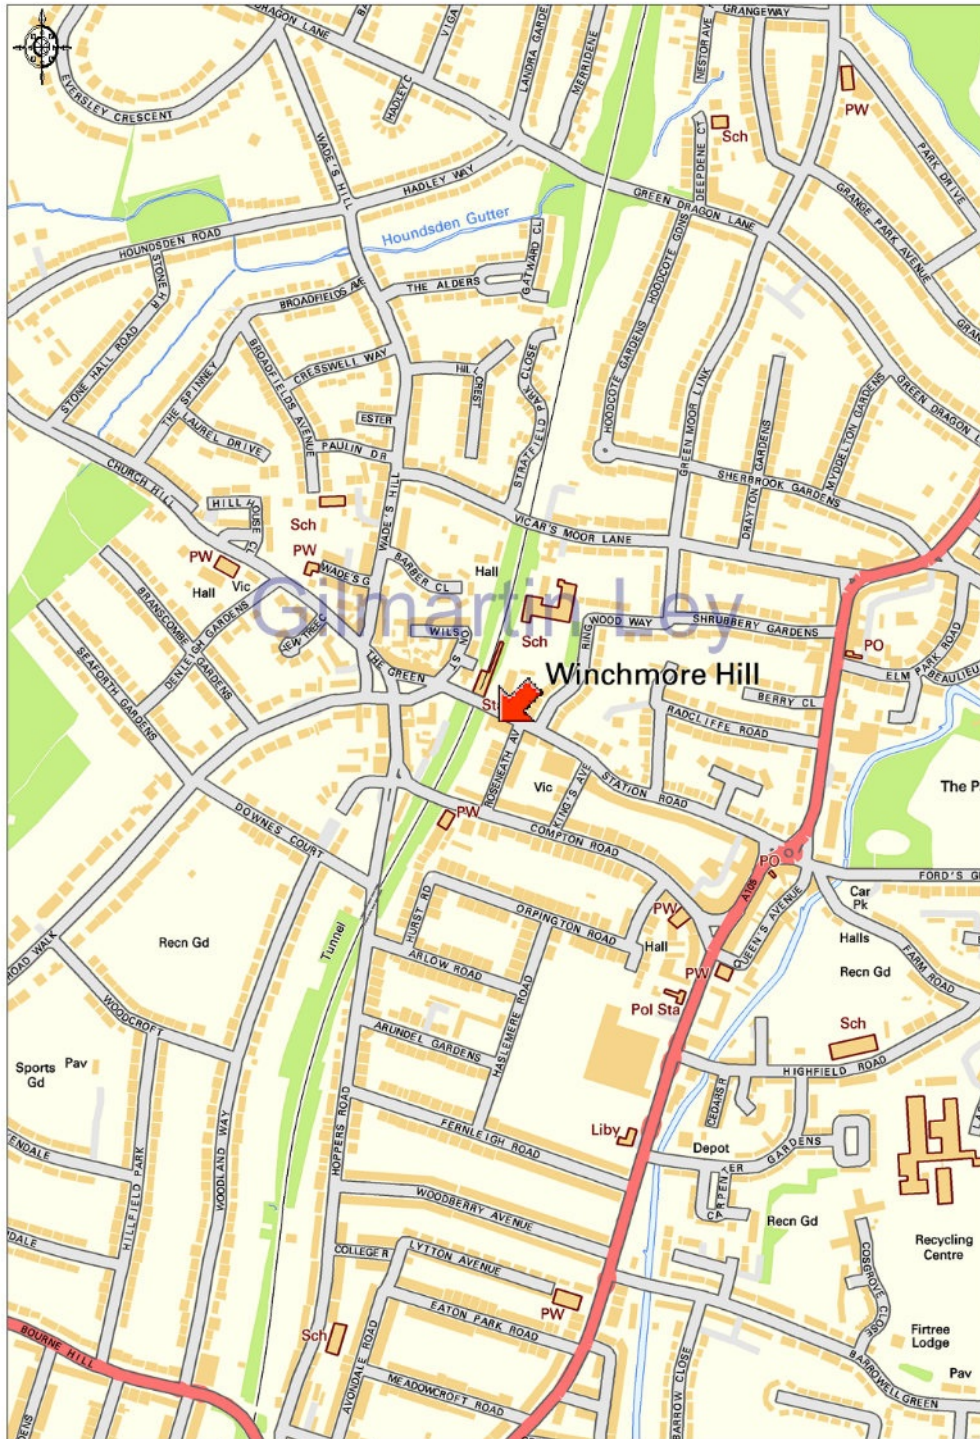 DRAGON LANE
VIGA
LANDRA GARDE
MERRIDENE
NESTOR AVE
GRANGEWAY
EVERSLEY CRESCENT
HADLEY C
WADE'S HILL
PW
Sch
PARK DRIVE
DEEPDENE CT
HADLEY WAY
GREEN DRAGON LANE
GRANGE PARK AVENUE
HOUNDSDEN ROAD
Houndsden Gutter
GATWARD CL
HOODCOTE GDNS
STONE H
THE ALDERS
BROADFIELDS AVE
HOODCOTE GARDENS
GRAN
STONE HALL ROAD
THE SPINNEY
BROADFIELDS AVENUE
CRESSWELL WAY
HILL CREST
STRATFIELD PARK CLOSE
GREEN MOOR LINK
GREEN DRAGON
MYDDELTON GARDENS
DRAYTON GARDENS
LAUREL DRIVE
ESTER
PAULIN DR
SHERBROOK GARDENS
CHURCH HILL
HILL HOUSE CL
Sch
WADE'S HILL
VICAR'S MOOR LANE
PW
PW
WADE'S G
BARBER CL
Hall
Hall
Vic
Gilmartin Ley
BRANSCOMBE GARDENS
DENLEIGH GARDENS
SEAFORTH GARDENS
NEW TREE C
WILSON ST
THE GREEN
Sch
RING
WOOD WAY
SHRUBBERY GARDENS
PO
ELM PARK ROAD
BEAULIEU
Winchmore Hill
BERRY CL
RADCLIFFE ROAD
ROSENEATH AV
Vic
KING'S AVE
STATION ROAD
The P
DOWNES COURT
PW
COMPTON ROAD
PO
A105
FORD'S G
QUEEN'S AVENUE
Car
Pk
HURST RD
ORPINGTON ROAD
PW
Hall
Halls
FARM ROAD
ROAD WALK
Recn Gd
Tunnel
ARLOW ROAD
PW
Recn Gd
WOODCROFT
HASLEMERE ROAD
Pol Sta
Sch
ARUNDEL GARDENS
HIGHFIELD ROAD
Sports
Gd
Pav
CEDARS R
HOPPERS ROAD
FERNLEIGH ROAD
Liby
Depot
CARPENTER GARDENS
ENDALE
HILLFIELD PARK
WOODLAND WAY
WOODBERRY AVENUE
Recn Gd
NDALE
COLLEGE R
LYTTON AVENUE
COSGROVE CLOSE
Recycling
Centre
EATON PARK ROAD
PW
Sch
BOURNE HILL
Firtree
Lodge
AVONDALE ROAD
BARROWELL GREEN
Pav
MEADOWCROFT ROAD
BARROW CLOSE
DENS